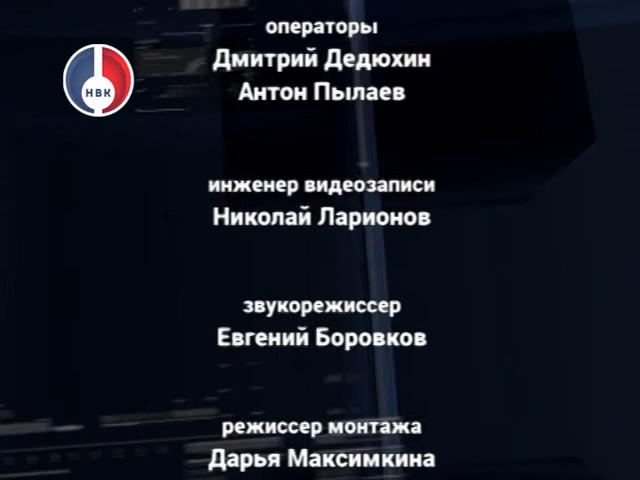 операторы
Дмитрий Дедюхин
НВК
Антон Пылаев
инженер видеозаписи
Николай Ларионов
звукорежиссер
Евгений Боровков
режиссер монтажа
Дарья Максимкина